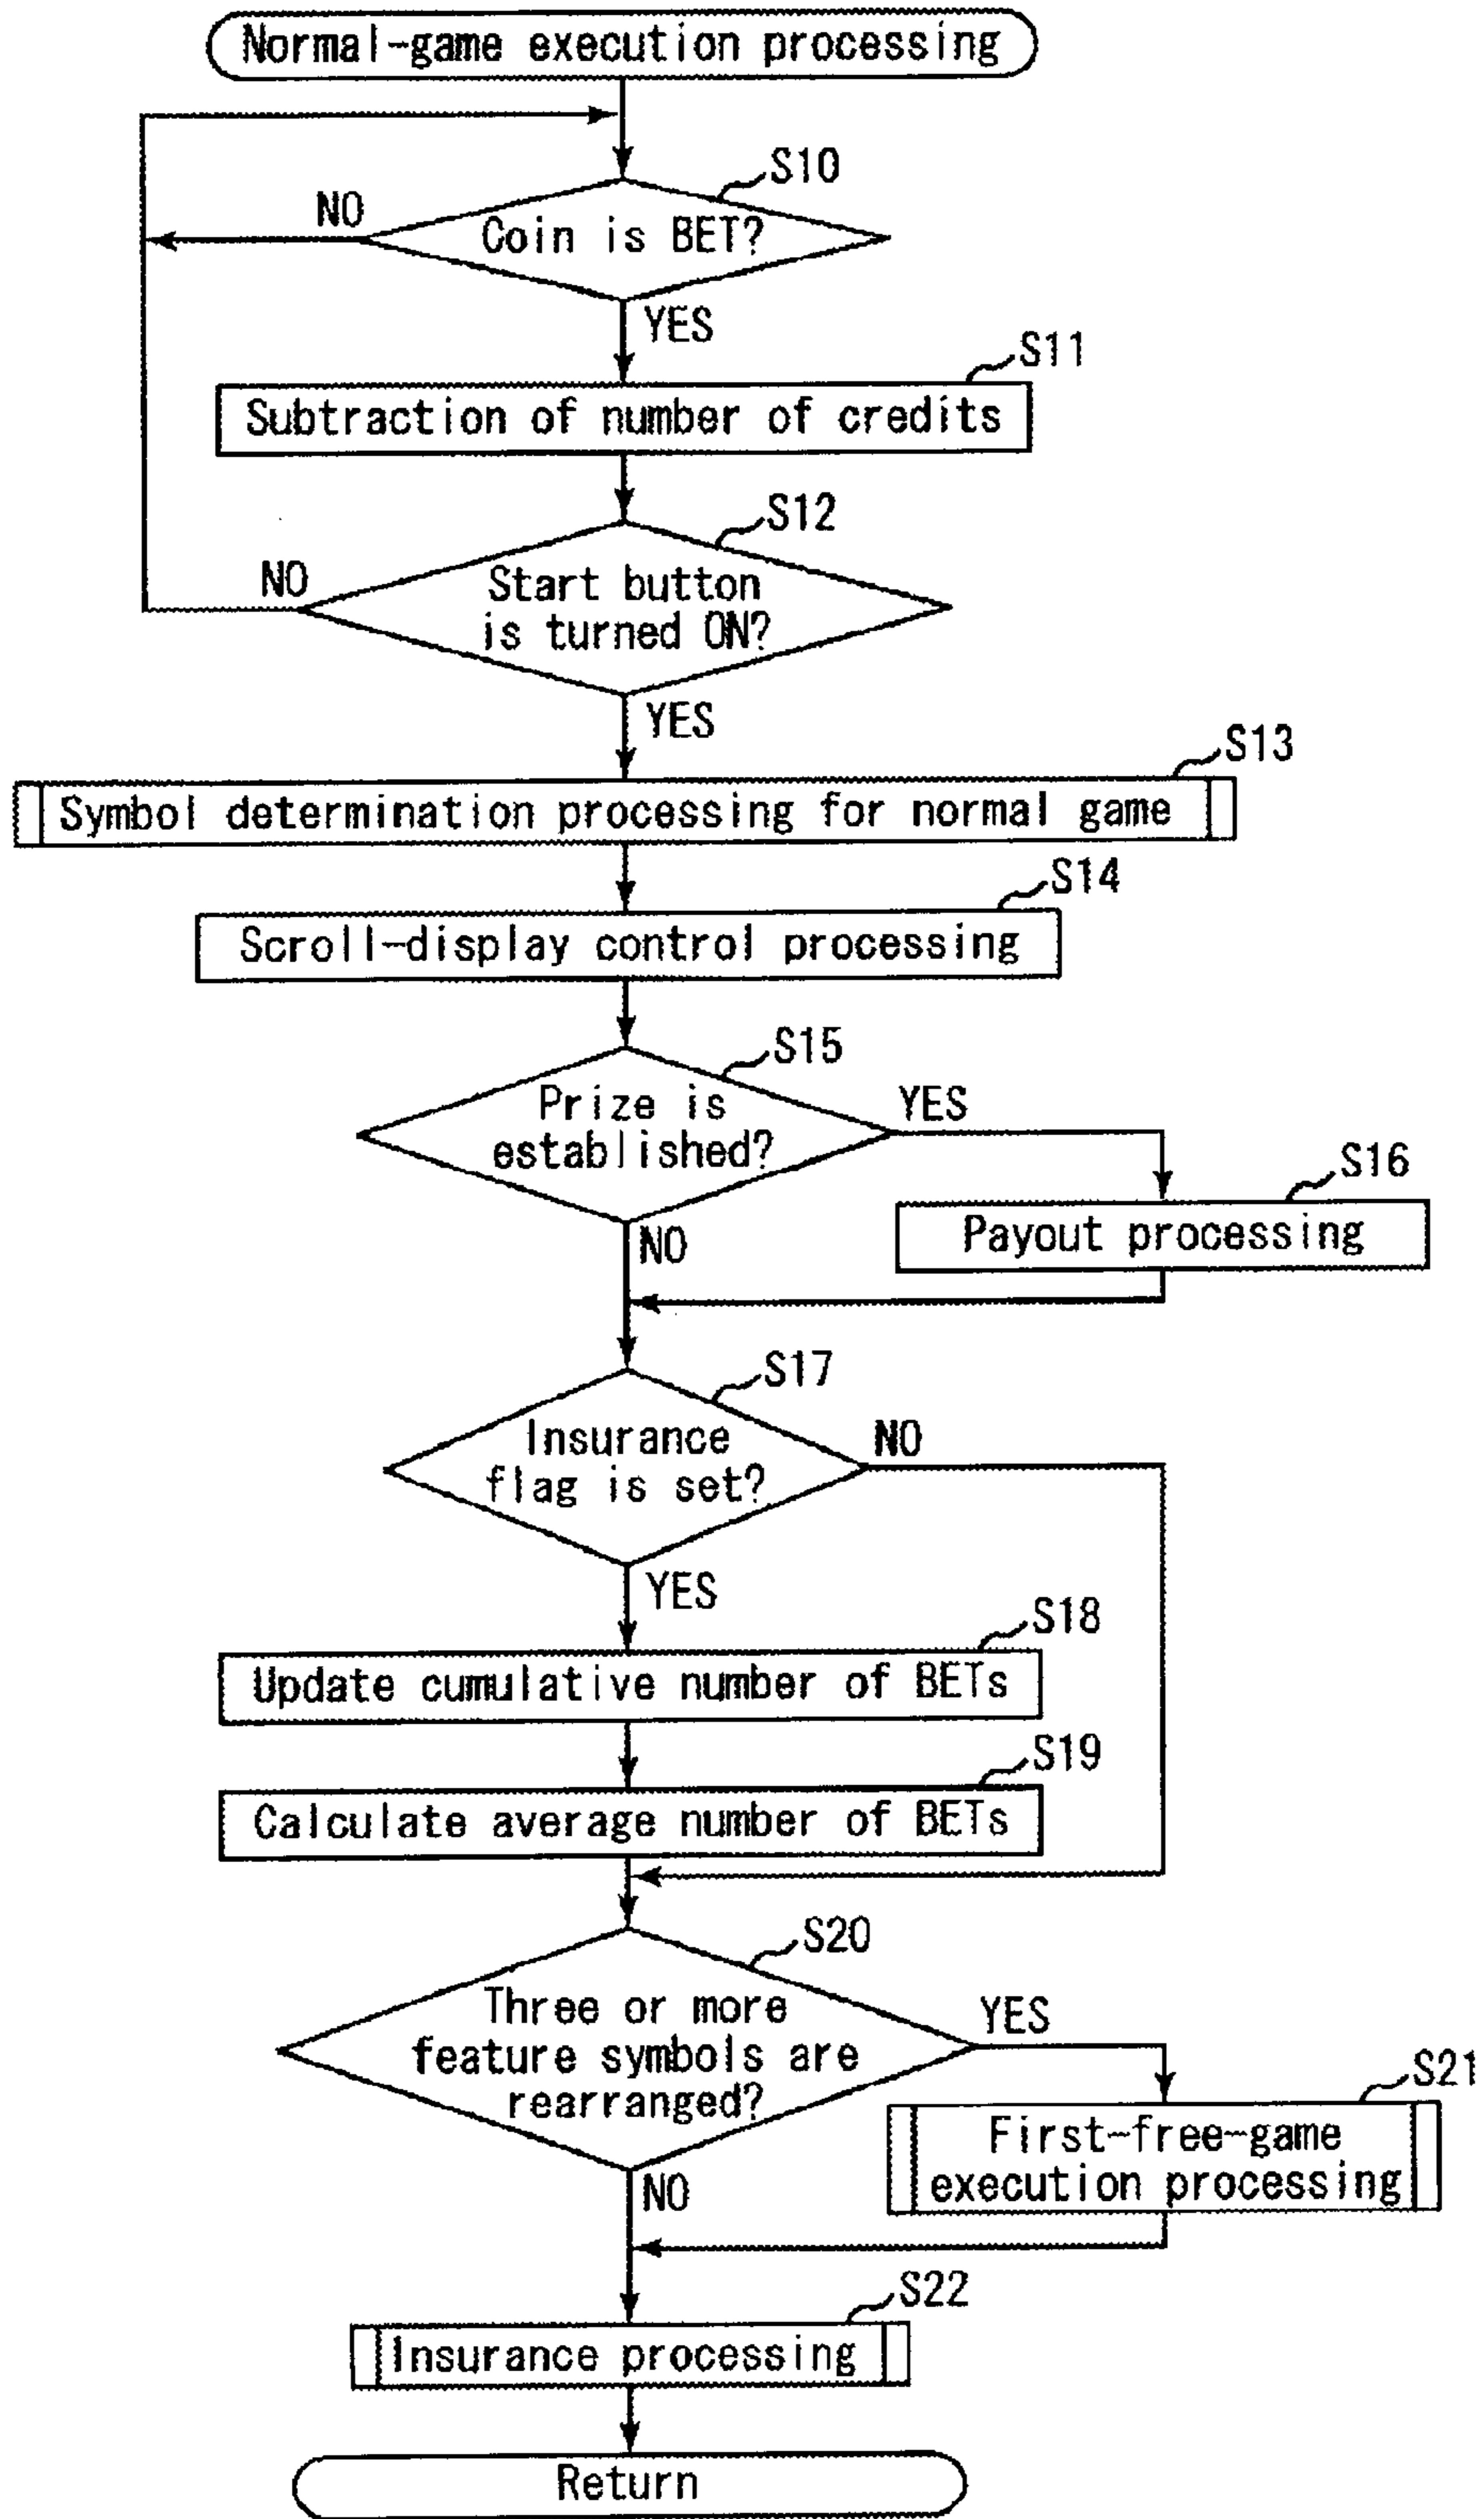 Normal-game execution processing
S10
NO
Coin is BET?
YES
S11
Subtraction of number of credits
S12
NO
Start button
is turned ON?
YES
S13
Symbol determination processing for normal game
S14
Scroll-display control processing
S15
Prize is
established?
YES
S16
Payout processing
NO
S17
Insurance
flag is set?
NO
YES
S18
Update cumulative number of BETs
S19
Calculate average number of BETs
S20
Three or more
feature symbols are
rearranged?
YES
S21
First-free-game
execution processing
NO
S22
Insurance processing
Return